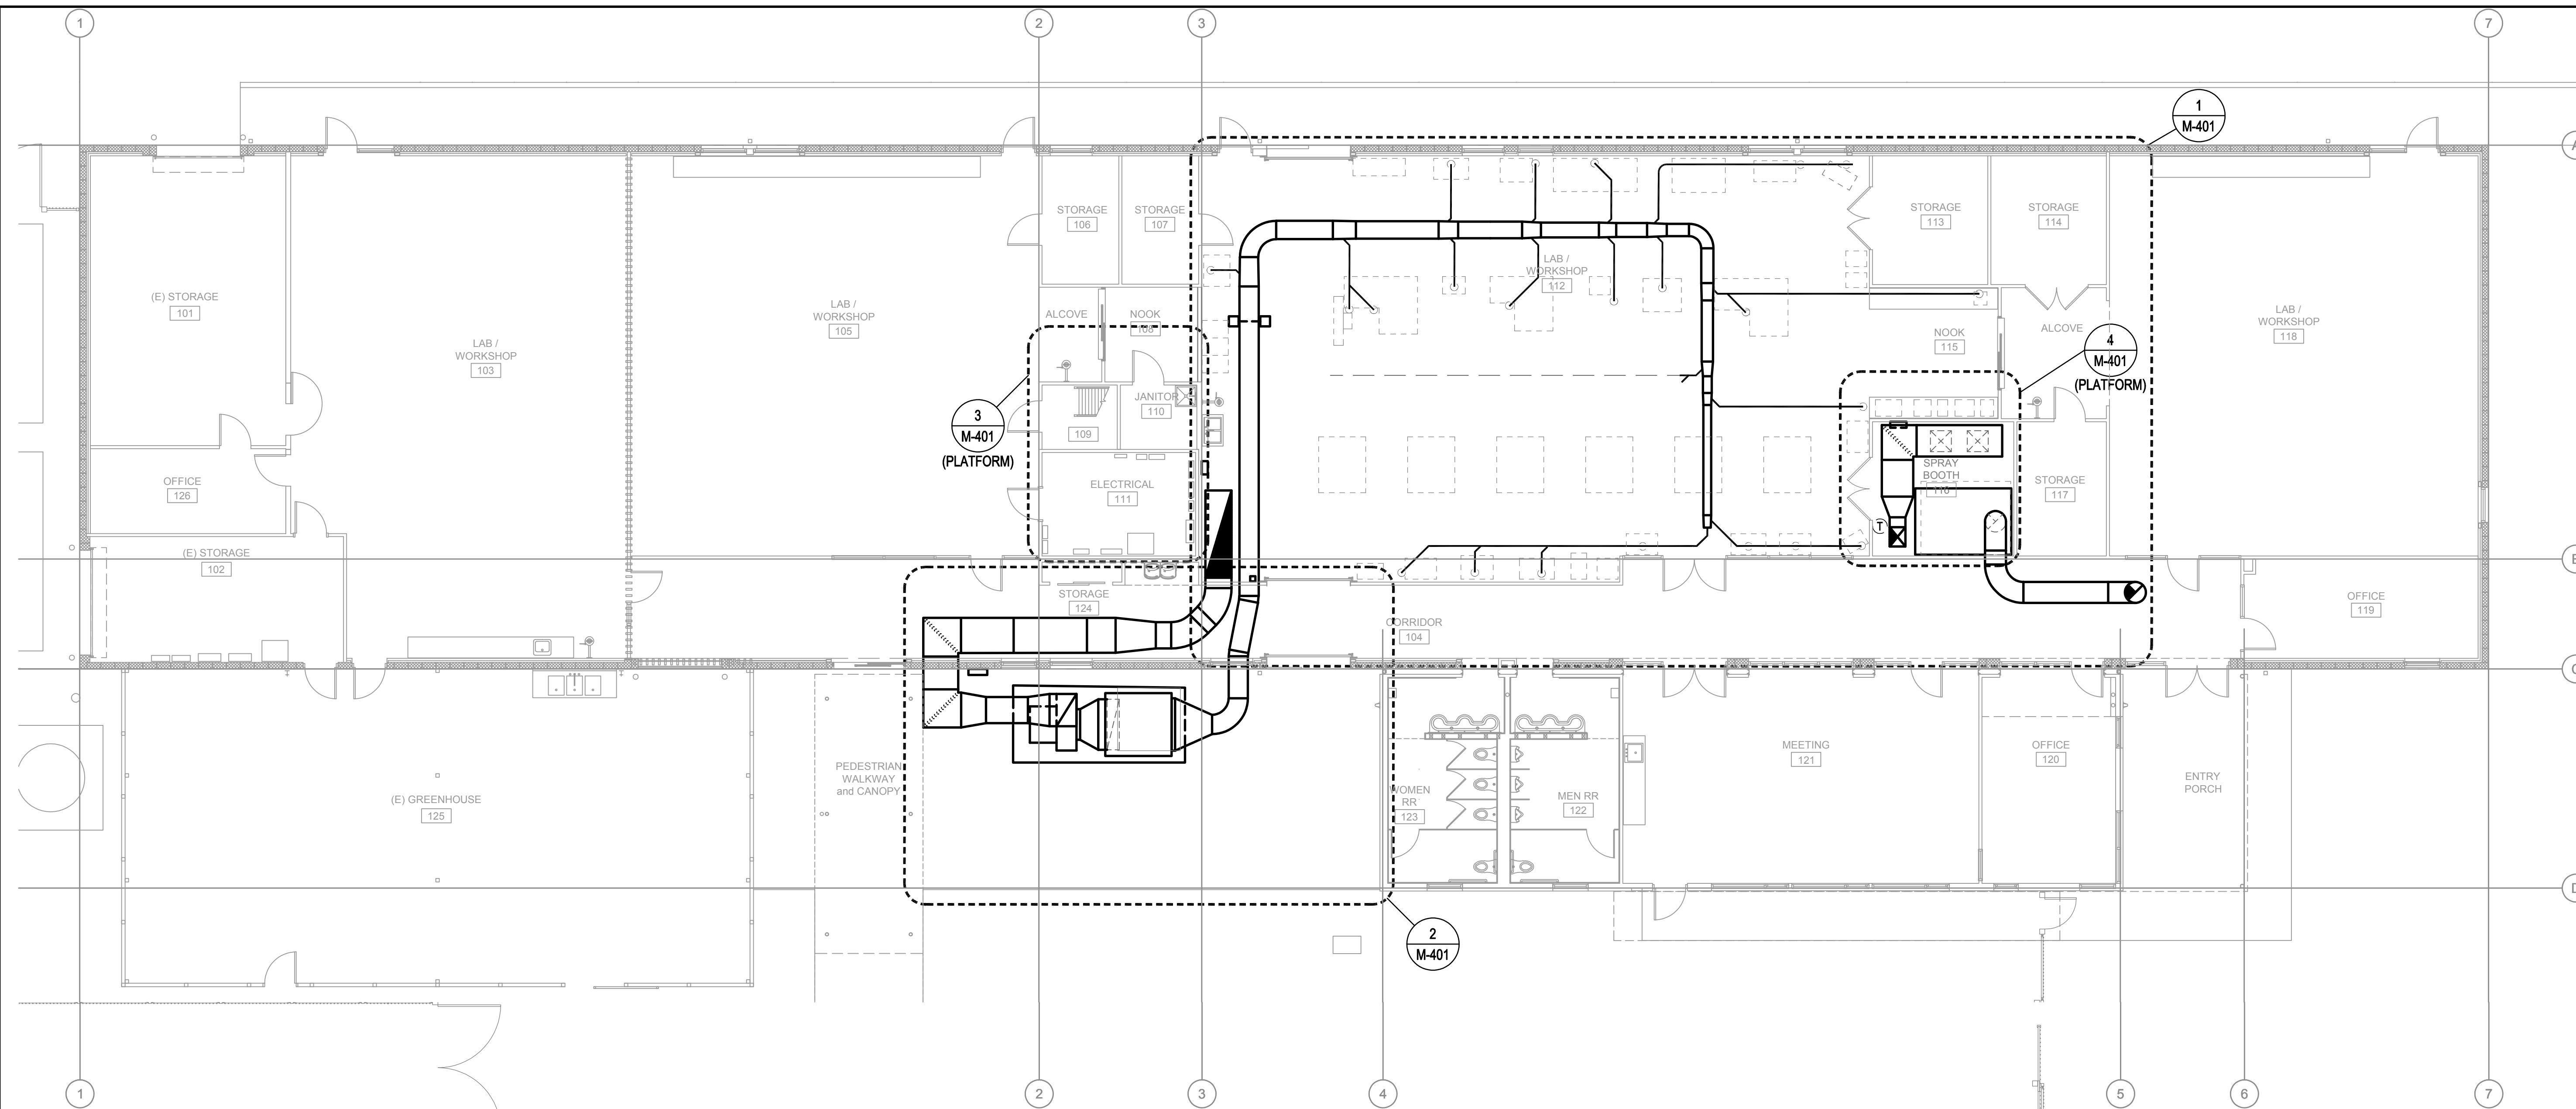 1
2
3
7
1
M-401
A
STORAGE
106
STORAGE
107
STORAGE
113
STORAGE
114
(E) STORAGE
101
LAB /
WORKSHOP
103
LAB /
WORKSHOP
105
ALCOVE
NOOK
108
LAB /
WORKSHOP
112
NOOK
115
ALCOVE
LAB /
WORKSHOP
118
4
M-401
(PLATFORM)
3
M-401
(PLATFORM)
JANITOR
110
109
OFFICE
126
ELECTRICAL
111
SPRAY
BOOTH
116
STORAGE
117
T
(E) STORAGE
102
B
STORAGE
124
CORRIDOR
104
OFFICE
119
C
PEDESTRIAN
WALKWAY
and CANOPY
(E) GREENHOUSE
125
WOMEN
RR
123
MEN RR
122
MEETING
121
OFFICE
120
ENTRY
PORCH
D
2
M-401
1
2
3
4
5
6
7